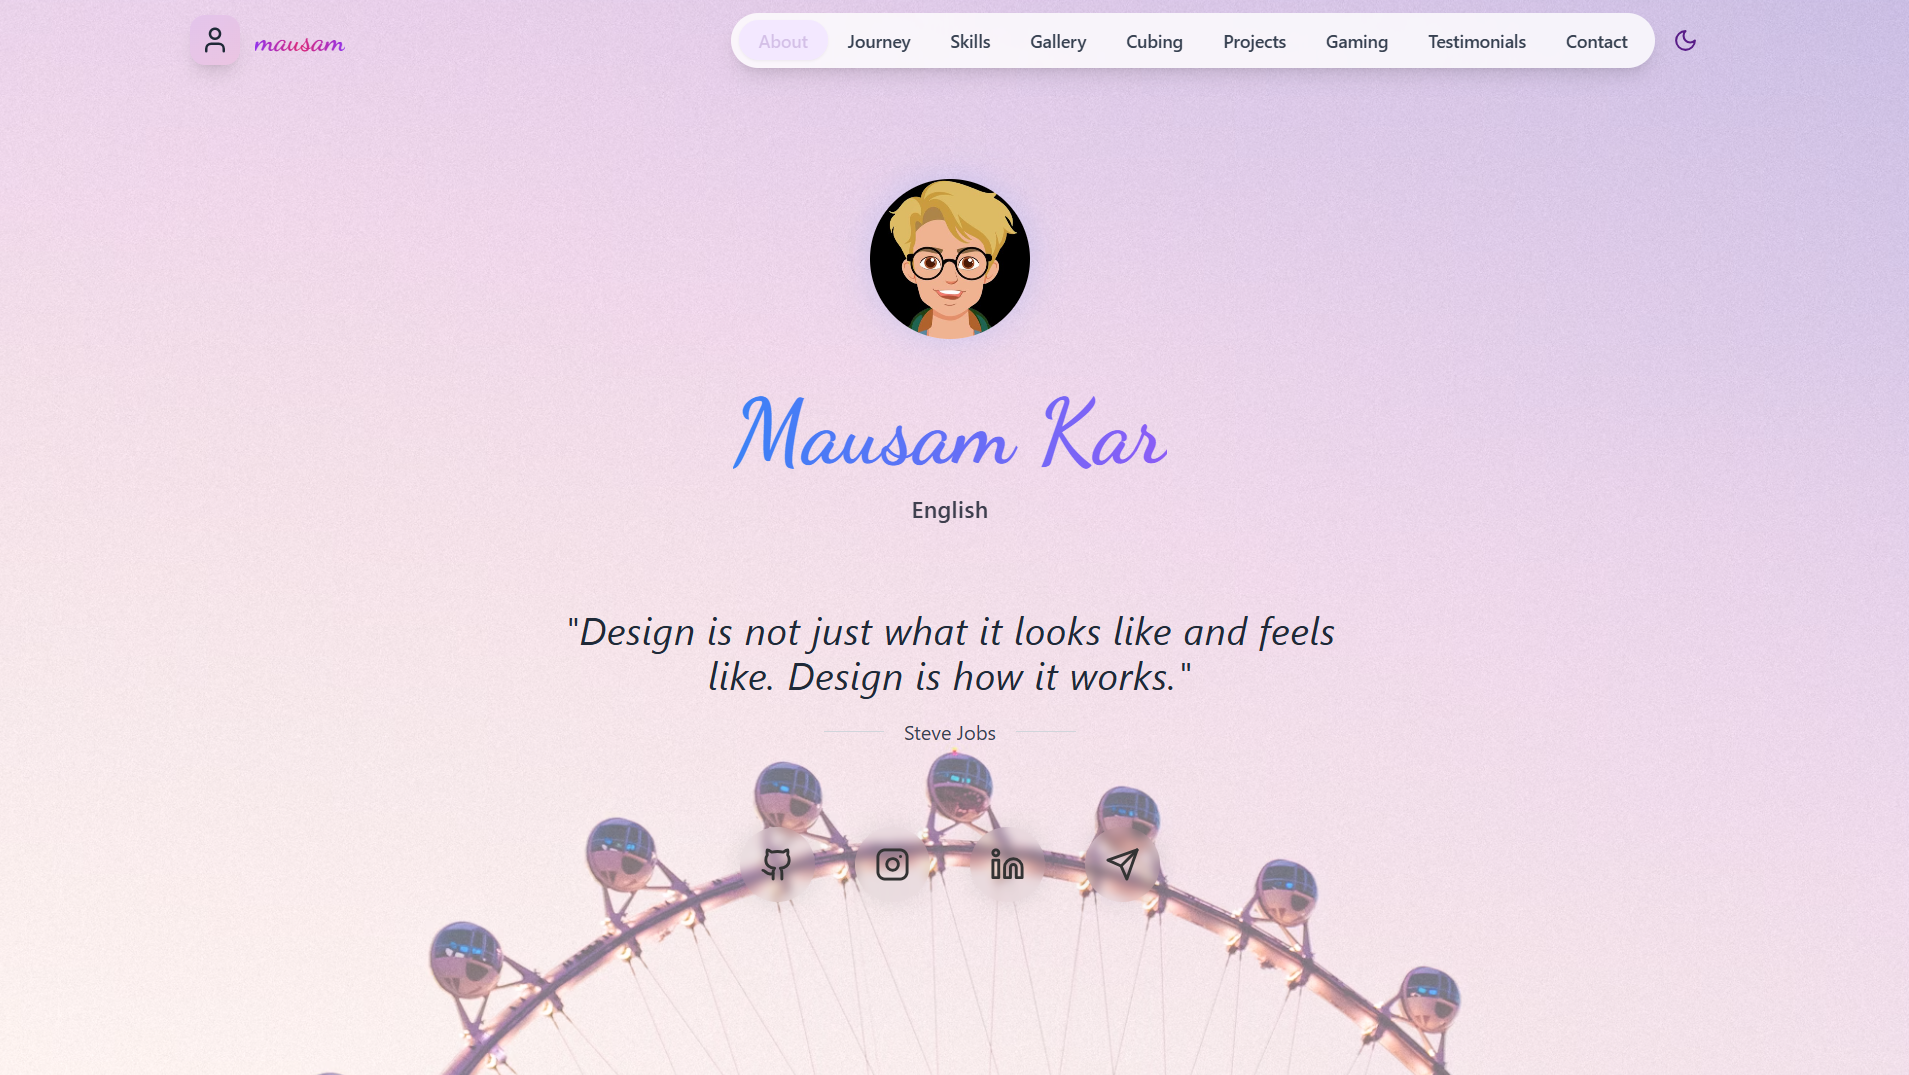 mausam
About Journey Skills Gallery Cubing Projects Gaming Testimonials Contact
Mausam Kar
English
"Design is not just what it looks like and feels
like. Design is how it works."
Steve Jobs